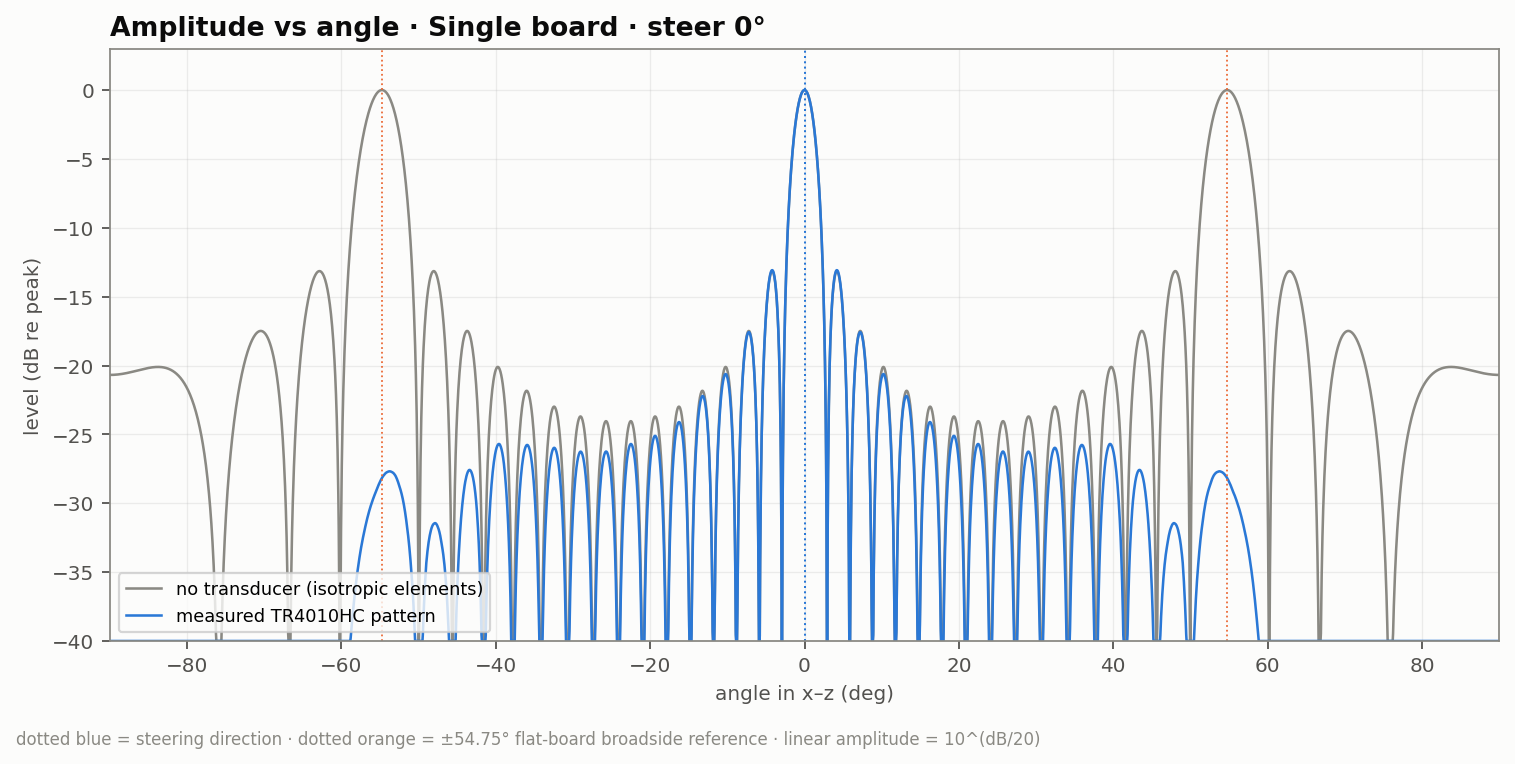 Amplitude vs angle · Single board · steer 0°
level (dB re peak)
0
−5
−10
−15
−20
−25
−30
−35
−40
no transducer (isotropic elements)
measured TR4010HC pattern
−80 −60 −40 −20 0 20 40 60 80
angle in x–z (deg)
dotted blue = steering direction · dotted orange = ±54.75° flat-board broadside reference · linear amplitude = 10^(dB/20)